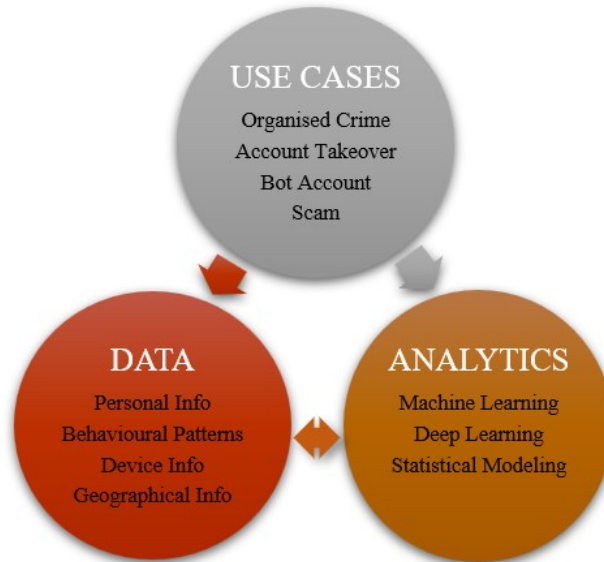 USE CASES
Organised Crime
Account Takeover
Bot Account
Scam
DATA
Personal Info
Behavioural Patterns
Device Info
Geographical Info
ANALYTICS
Machine Learning
Deep Learning
Statistical Modeling